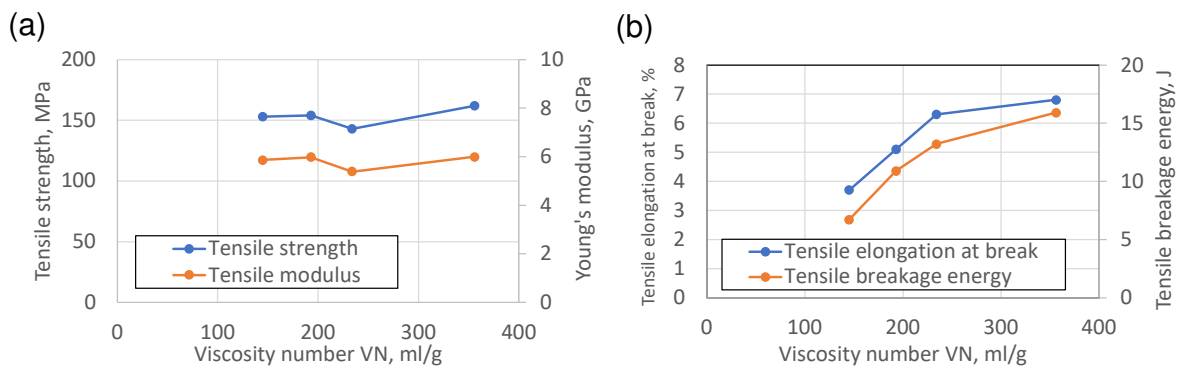 (a)
Tensile strength, MPa
200
150
100
50
0
10
8
6
4
2
0
Young's modulus, GPa
Tensile strength
Tensile modulus
0 100 200 300 400
Viscosity number VN, ml/g
(b)
Tensile elongation at break, %
8
7
6
5
4
3
2
1
0
20
15
10
5
0
Tensile breakage energy, J
Tensile elongation at break
Tensile breakage energy
0 100 200 300 400
Viscosity number VN, ml/g